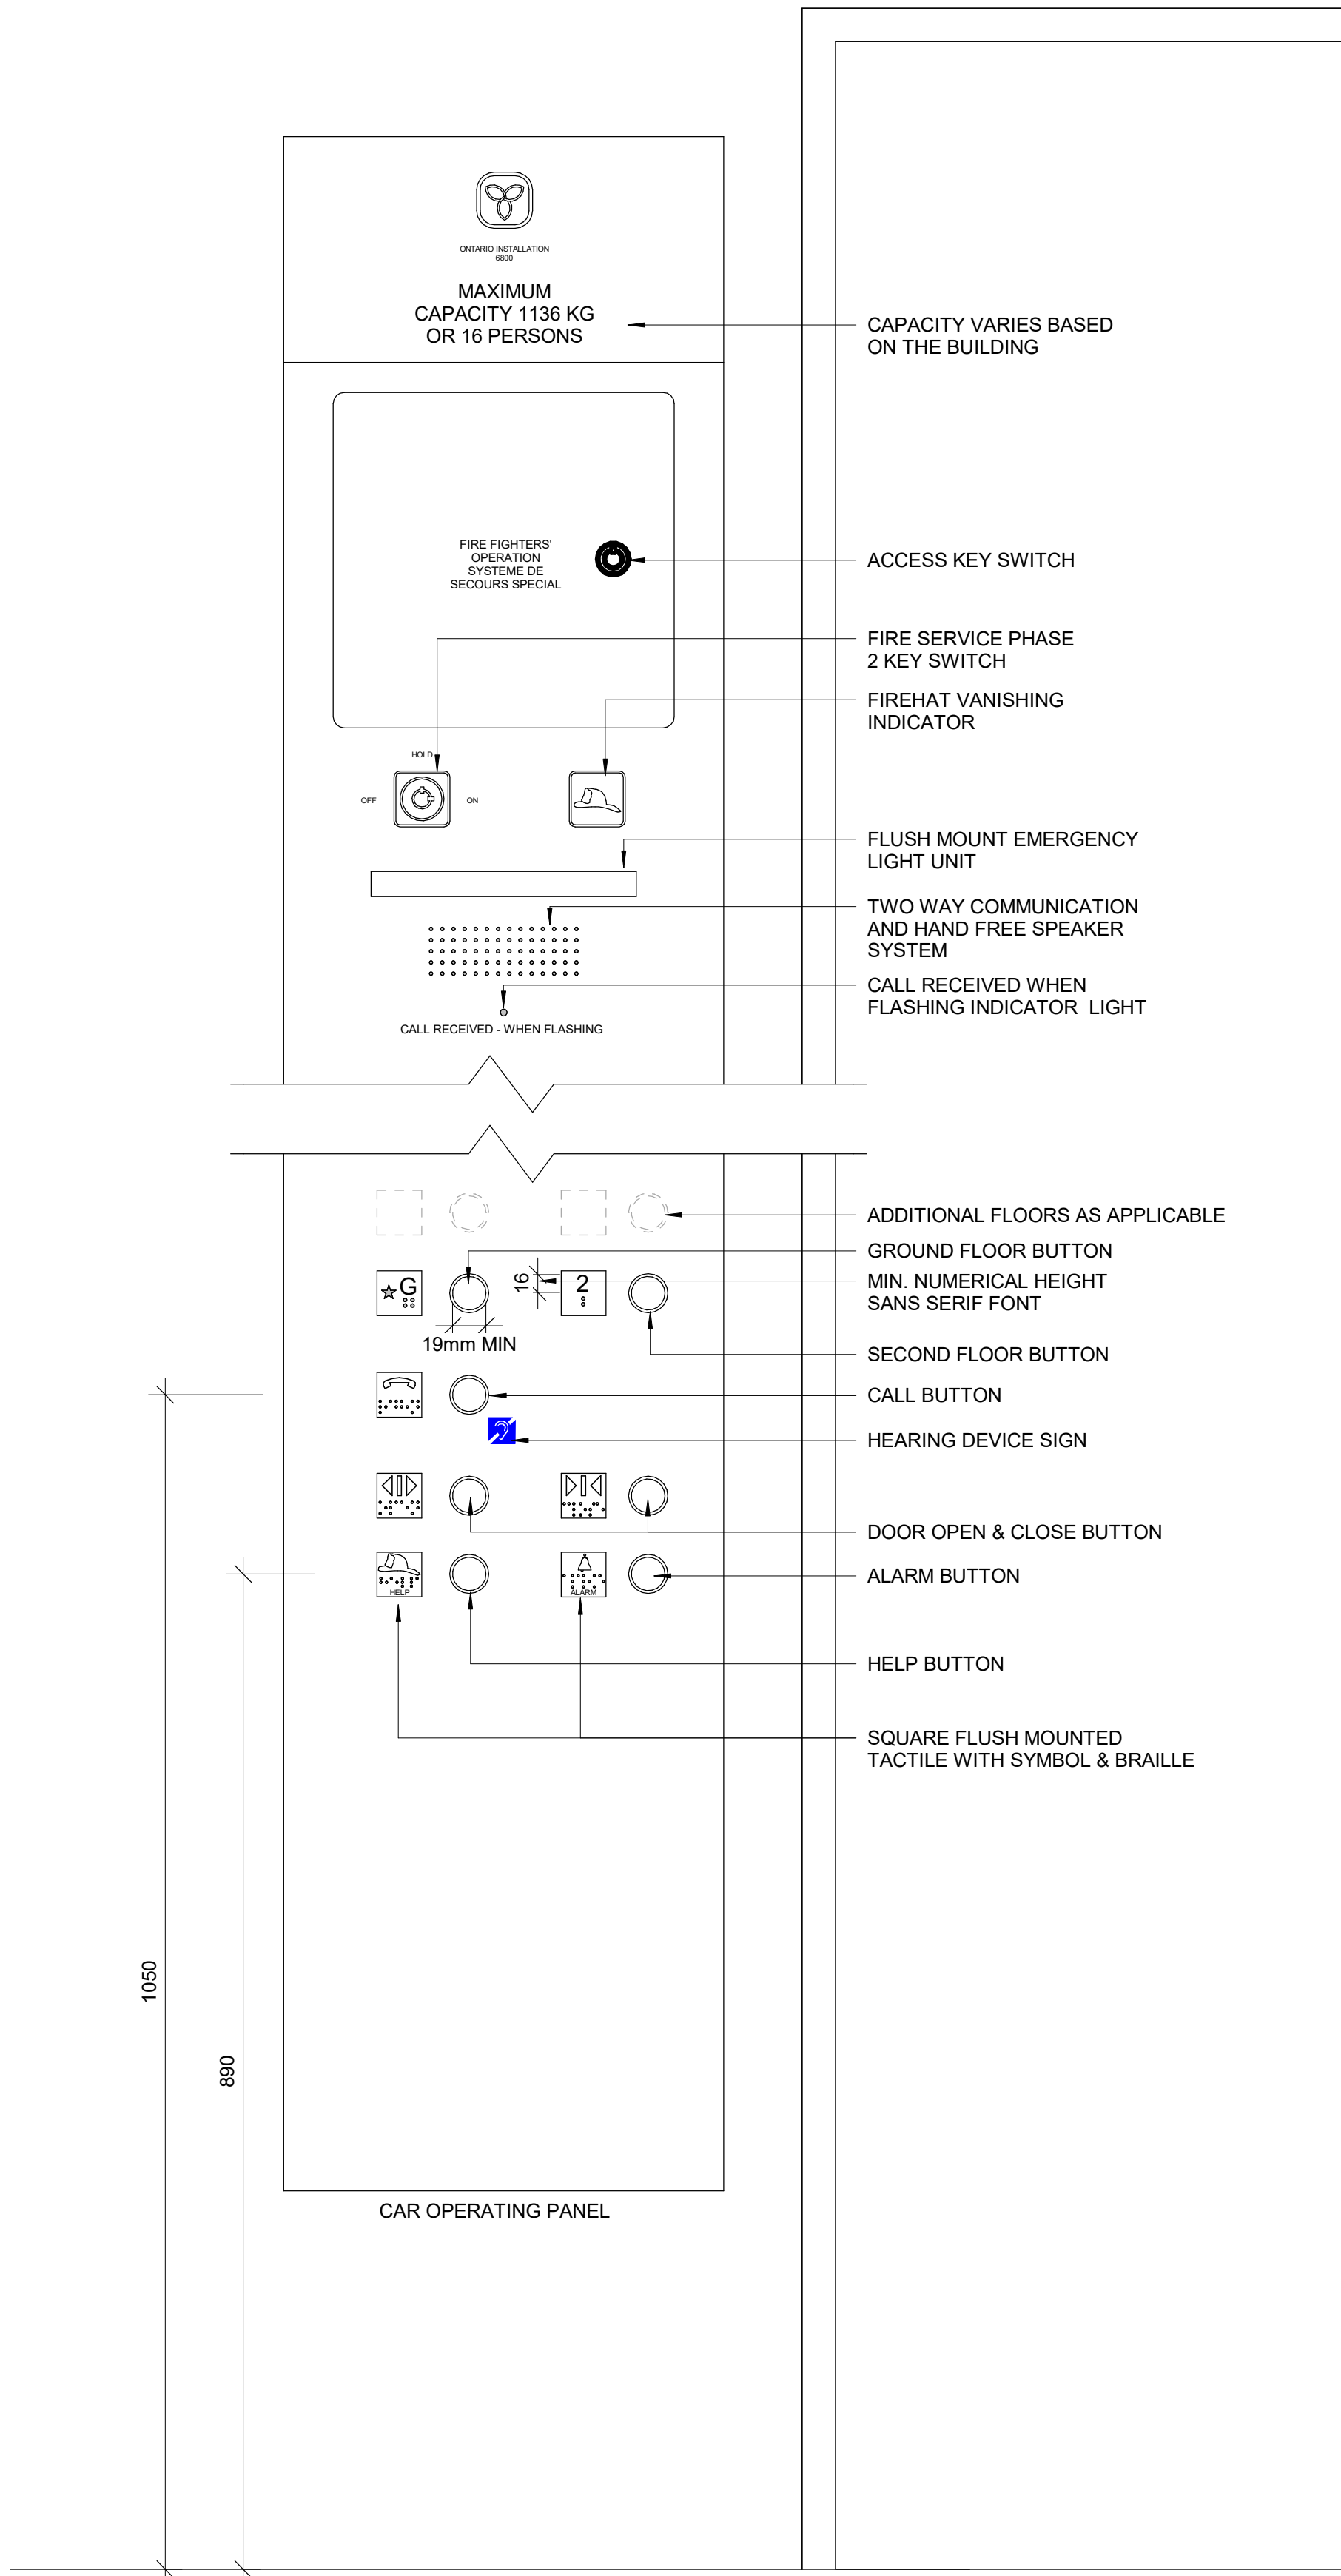 ONTARIO INSTALLATION
6800
MAXIMUM
CAPACITY 1136 KG
OR 16 PERSONS
CAPACITY VARIES BASED
ON THE BUILDING
FIRE FIGHTERS'
OPERATION
SYSTEME DE
SECOURS SPECIAL
ACCESS KEY SWITCH
FIRE SERVICE PHASE
2 KEY SWITCH
FIREHAT VANISHING
INDICATOR
HOLD
OFF
ON
FLUSH MOUNT EMERGENCY
LIGHT UNIT
TWO WAY COMMUNICATION
AND HAND FREE SPEAKER
SYSTEM
CALL RECEIVED WHEN
FLASHING INDICATOR LIGHT
CALL RECEIVED - WHEN FLASHING
ADDITIONAL FLOORS AS APPLICABLE
GROUND FLOOR BUTTON
G
16
2
MIN. NUMERICAL HEIGHT
SANS SERIF FONT
19mm MIN
SECOND FLOOR BUTTON
CALL BUTTON
HEARING DEVICE SIGN
DOOR OPEN & CLOSE BUTTON
HELP
ALARM
ALARM BUTTON
HELP BUTTON
SQUARE FLUSH MOUNTED
TACTILE WITH SYMBOL & BRAILLE
1050
890
CAR OPERATING PANEL